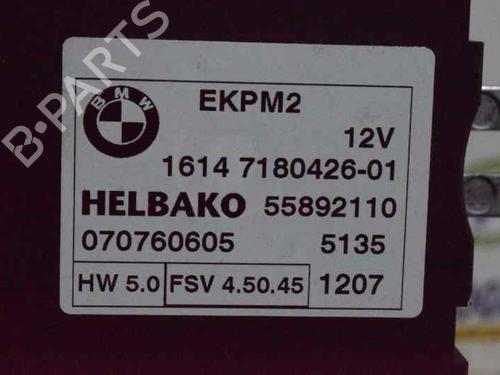 B-PARTS
BMW
EKPM2
12V
1614 7180426-01
HELBAKO 55892110
070760605 5135
HW 5.0 FSV 4.50.45 1207